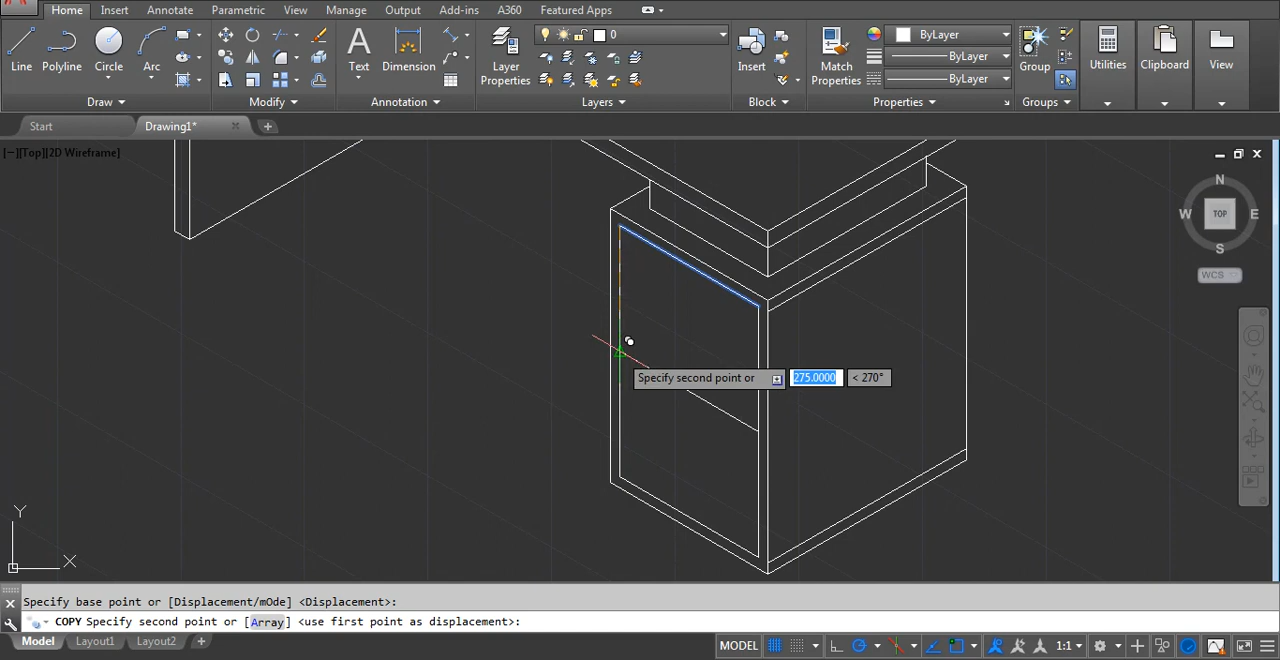 Home Insert Annotate Parametric View Manage Output Add-ins A360 Featured Apps
0
ByLayer
ByLayer
ByLayer
Line Polyline Circle Arc Text Dimension Layer Properties Insert Match Properties Group Utilities Clipboard View
Draw Modify Annotation Layers Block Properties Groups
Start Drawing1*
[−][Top][2D Wireframe]
N
W TOP E
S
WCS
Specify second point or 275.0000 < 270°
Y
X
Specify base point or [Displacement/mOde] <Displacement>:
COPY Specify second point or [Array] <use first point as displacement>:
Model Layout1 Layout2 +
MODEL 1:1